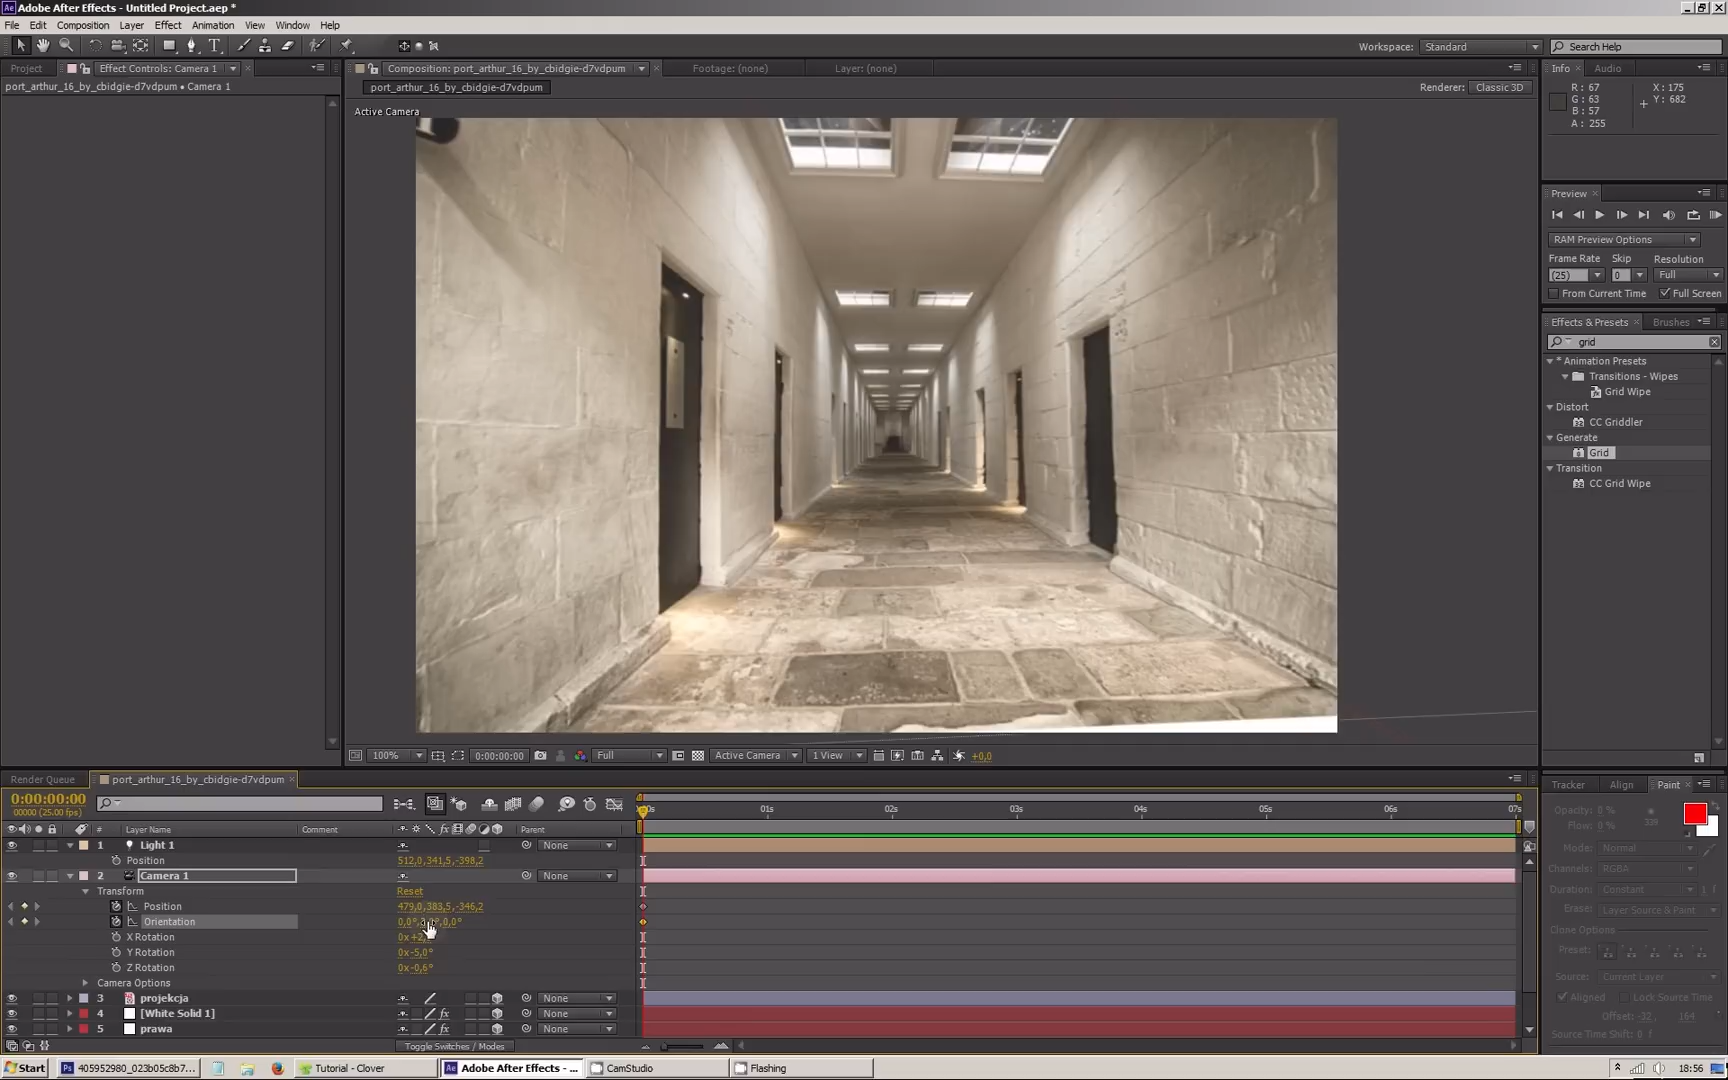 Adobe After Effects - Untitled Project.aep *
File Edit Composition Layer Effect Animation View Window Help
Workspace: Standard Search Help
Project Effect Controls: Camera 1
port_arthur_16_by_cbidgie-d7vdpum • Camera 1
Composition: port_arthur_16_by_cbidgie-d7vdpum Footage: (none) Layer: (none)
port_arthur_16_by_cbidgie-d7vdpum Renderer: Classic 3D
Active Camera
Info Audio
R: 67 X: 175
G: 63 Y: 682
B: 57
A: 255
Preview
RAM Preview Options
Frame Rate Skip Resolution
(25) 0 Full
From Current Time Full Screen
Effects & Presets Brushes
grid
* Animation Presets
Transitions - Wipes
Grid Wipe
Distort
CC Griddler
Generate
Grid
Transition
CC Grid Wipe
100% 0:00:00:00 Full Active Camera 1 View +0,0
Render Queue port_arthur_16_by_cbidgie-d7vdpum
0:00:00:00
00000 (25.00 fps)
01s 02s 03s 04s 05s 06s 07s
# Layer Name Comment Parent
1 Light 1 None
Position 512,0,341,5,-398,2
2 Camera 1 None
Transform Reset
Position 479,0,383,5,-346,2
Orientation
X Rotation
Y Rotation 0x-5,0°
Z Rotation 0x-0,6°
Camera Options
3 projekcja None
4 [White Solid 1] None
5 prawa None
Toggle Switches / Modes
Tracker Align Paint
Opacity: 0 %
Flow: 0 % 328
Mode: Normal
Channels: RGBA
Duration: Constant
Erase: Layer Source & Paint
Clone Options
Preset:
Source: Current Layer
Aligned Lock Source Time
Offset: -32, 164
Source Time Shift: 0 f
Start 405952980_023b05c8b7... Tutorial - Clover Adobe After Effects - ... CamStudio Flashing 18:56